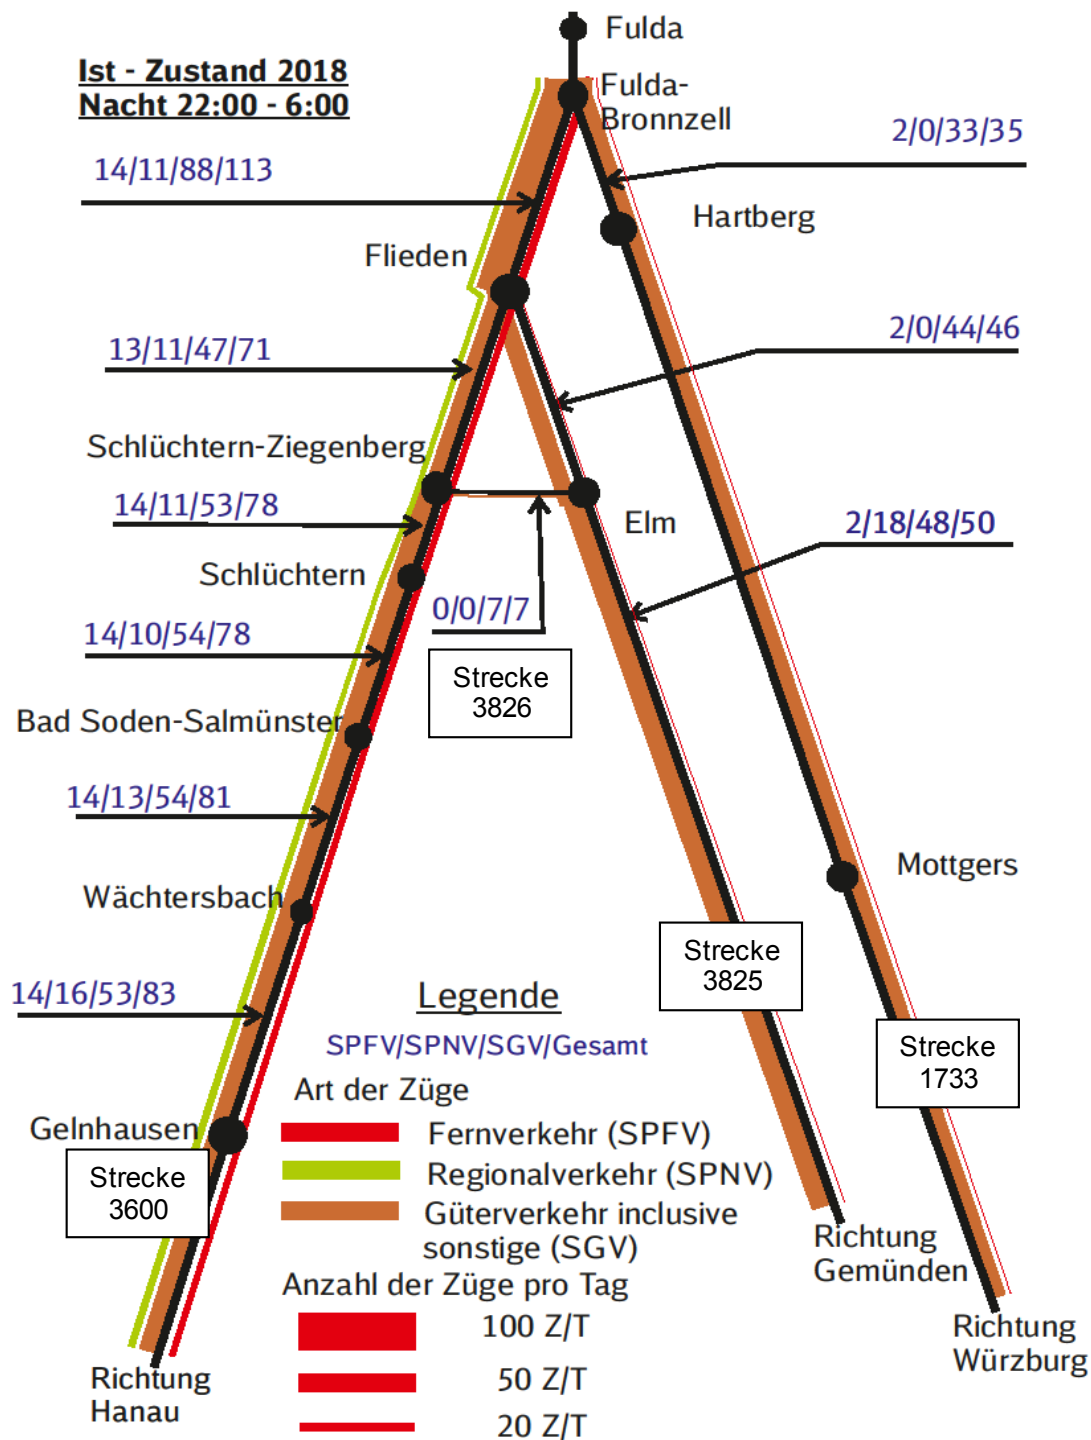 Fulda
Ist - Zustand 2018
Nacht 22:00 - 6:00
Fulda-
Bronnzell
2/0/33/35
14/11/88/113
Hartberg
Flieden
2/0/44/46
13/11/47/71
Schlüchtern-Ziegenberg
14/11/53/78
Elm
2/18/48/50
Schlüchtern
0/0/7/7
14/10/54/78
Strecke
3826
Bad Soden-Salmünster
14/13/54/81
Mottgers
Wächtersbach
Strecke
3825
14/16/53/83
Strecke
1733
Gelnhausen
Strecke
3600
Legende
SPFV/SPNV/SGV/Gesamt
Art der Züge
Fernverkehr (SPFV)
Regionalverkehr (SPNV)
Güterverkehr inclusive
sonstige (SGV)
Anzahl der Züge pro Tag
100 Z/T
50 Z/T
20 Z/T
Richtung
Gemünden
Richtung
Würzburg
Richtung
Hanau